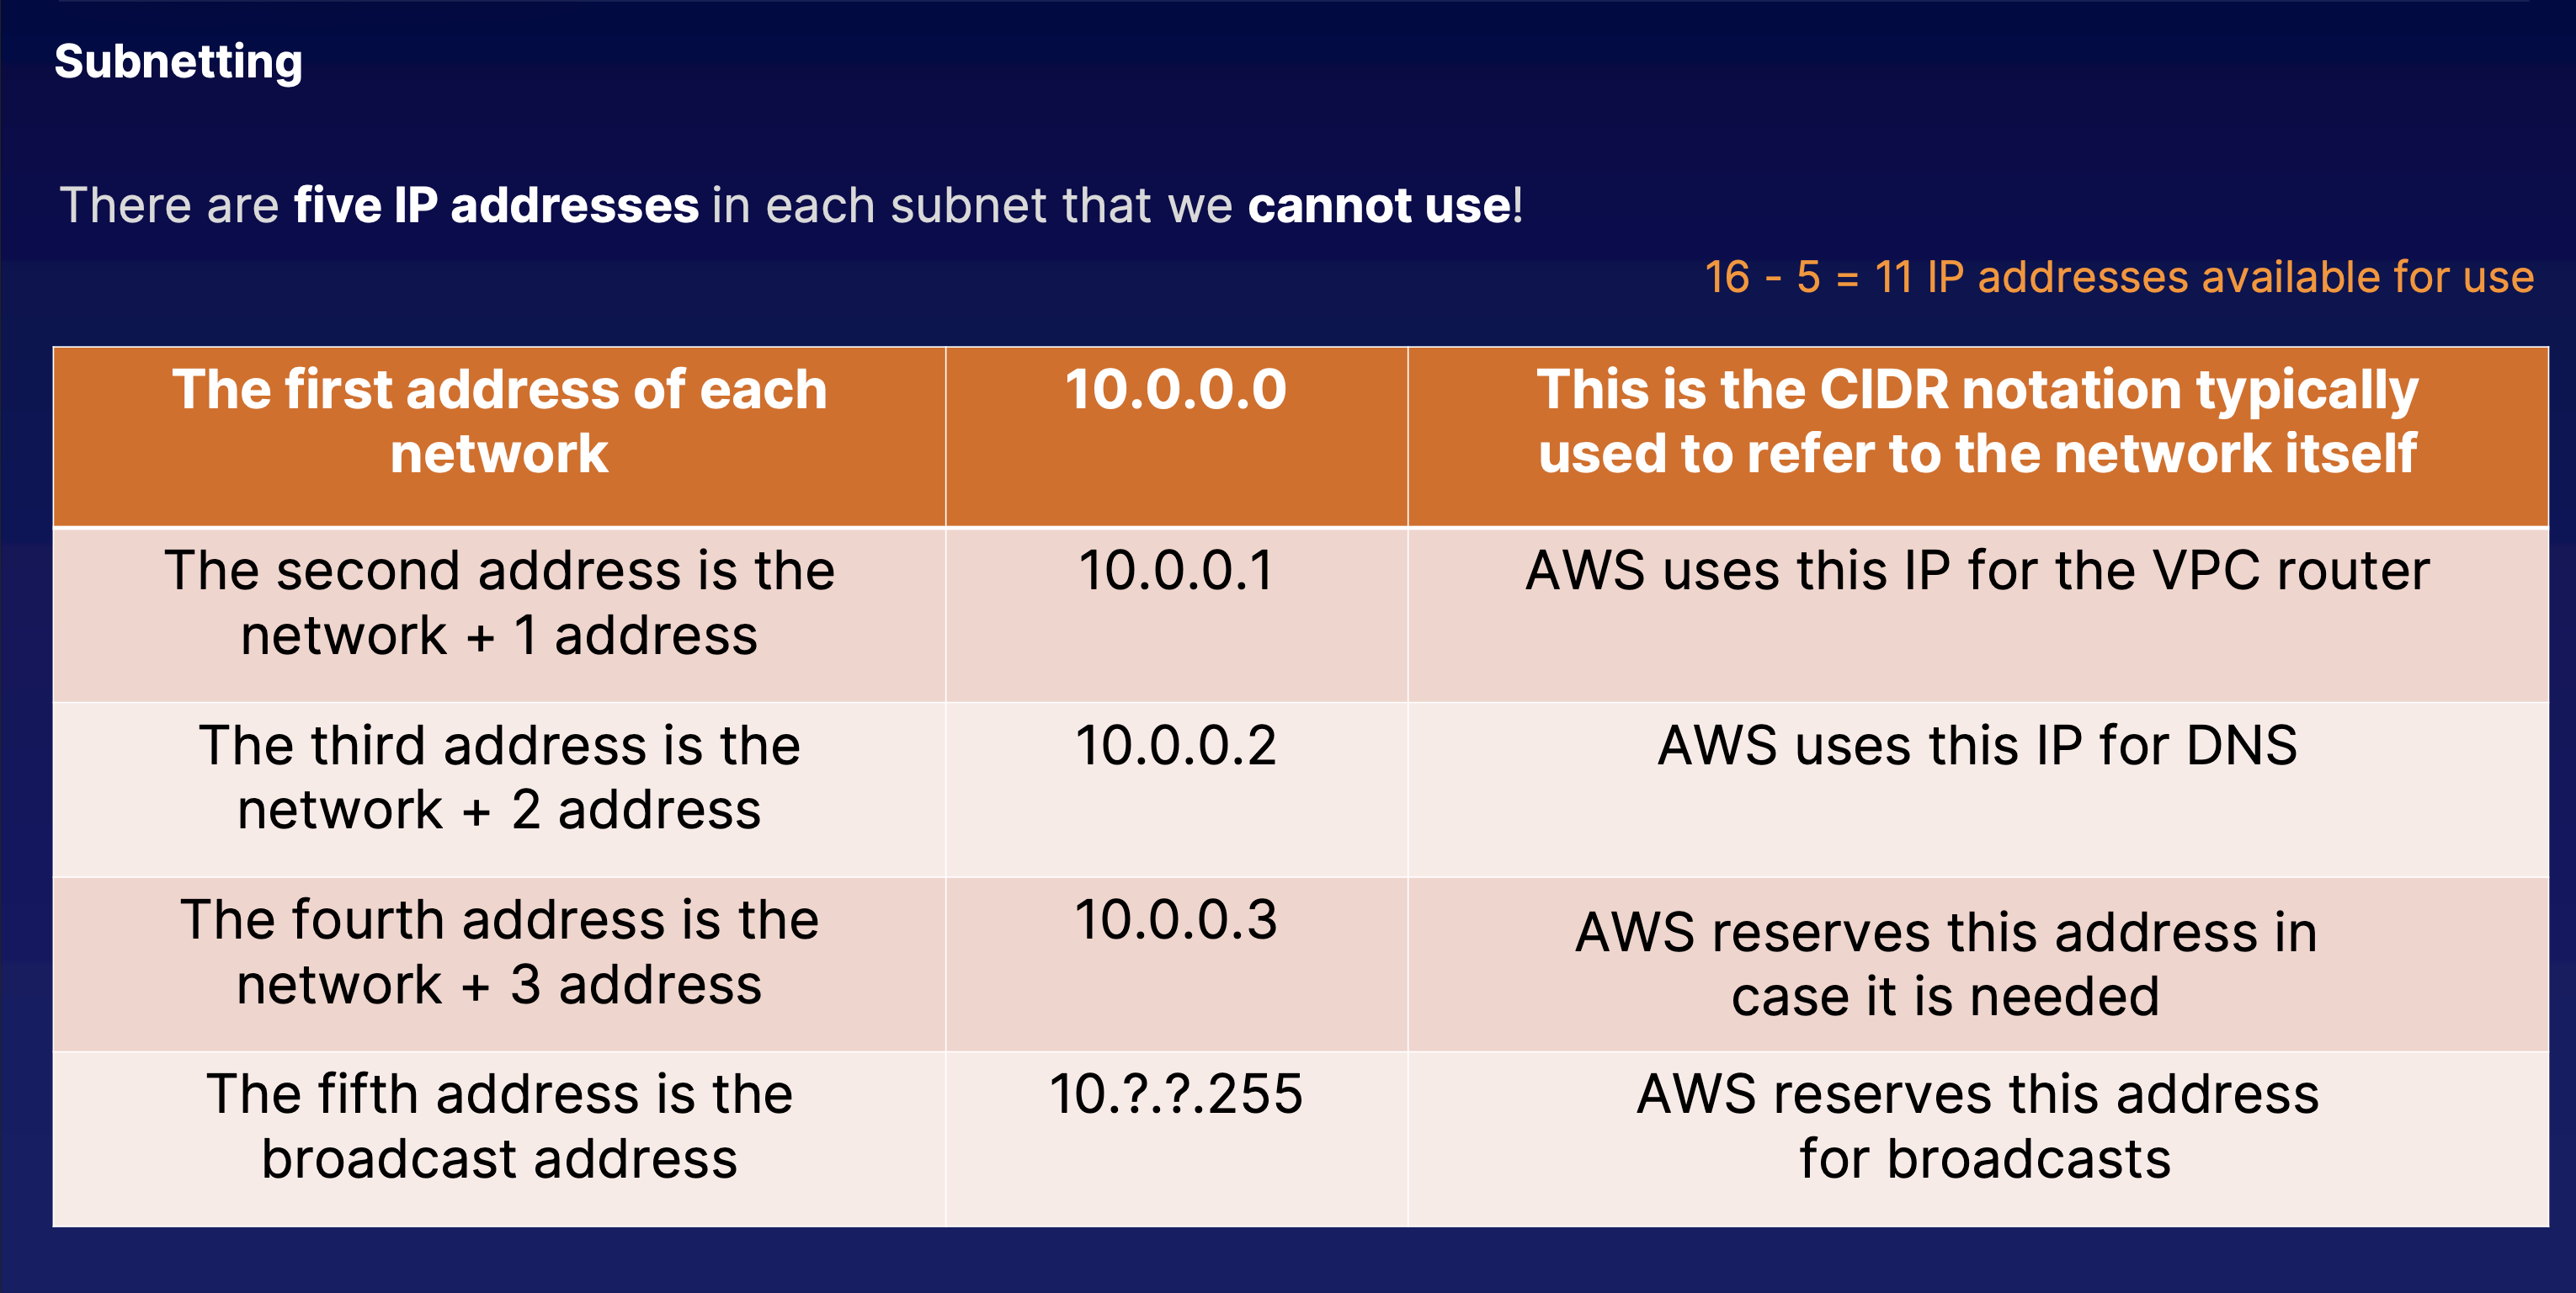 Subnetting
There are five IP addresses in each subnet that we cannot use!
16 - 5 = 11 IP addresses available for use
The first address of each
network
10.0.0.0
This is the CIDR notation typically
used to refer to the network itself
The second address is the
network + 1 address
10.0.0.1
AWS uses this IP for the VPC router
The third address is the
network + 2 address
10.0.0.2
AWS uses this IP for DNS
The fourth address is the
network + 3 address
10.0.0.3
AWS reserves this address in
case it is needed
The fifth address is the
broadcast address
10.?.?.255
AWS reserves this address
for broadcasts